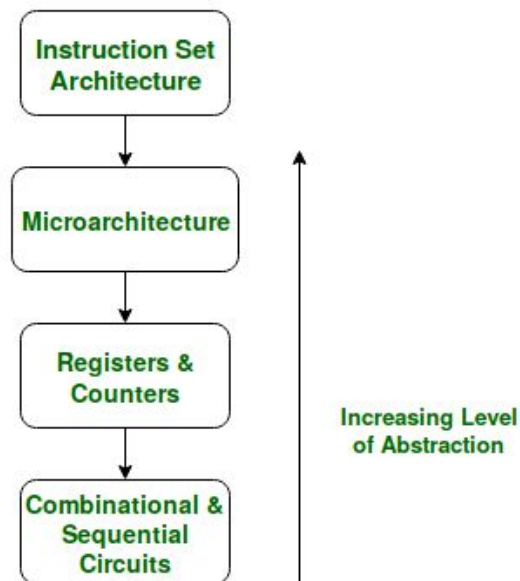 Instruction Set
Architecture
Microarchitecture
Registers &
Counters
Increasing Level
of Abstraction
Combinational &
Sequential
Circuits